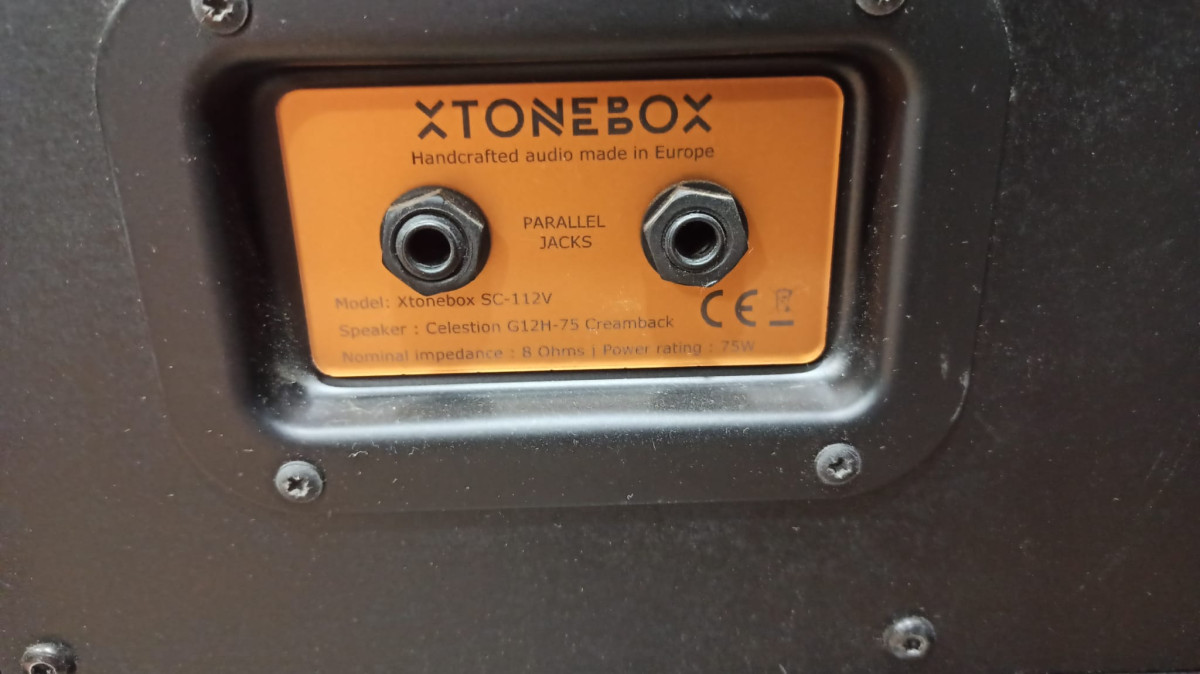 XTONEBOX
Handcrafted audio made in Europe
PARALLEL
JACKS
Model: Xtonebox SC-112V
Speaker : Celestion G12H-75 Creamback
Nominal impedance : 8 Ohms | Power rating : 75W
CE